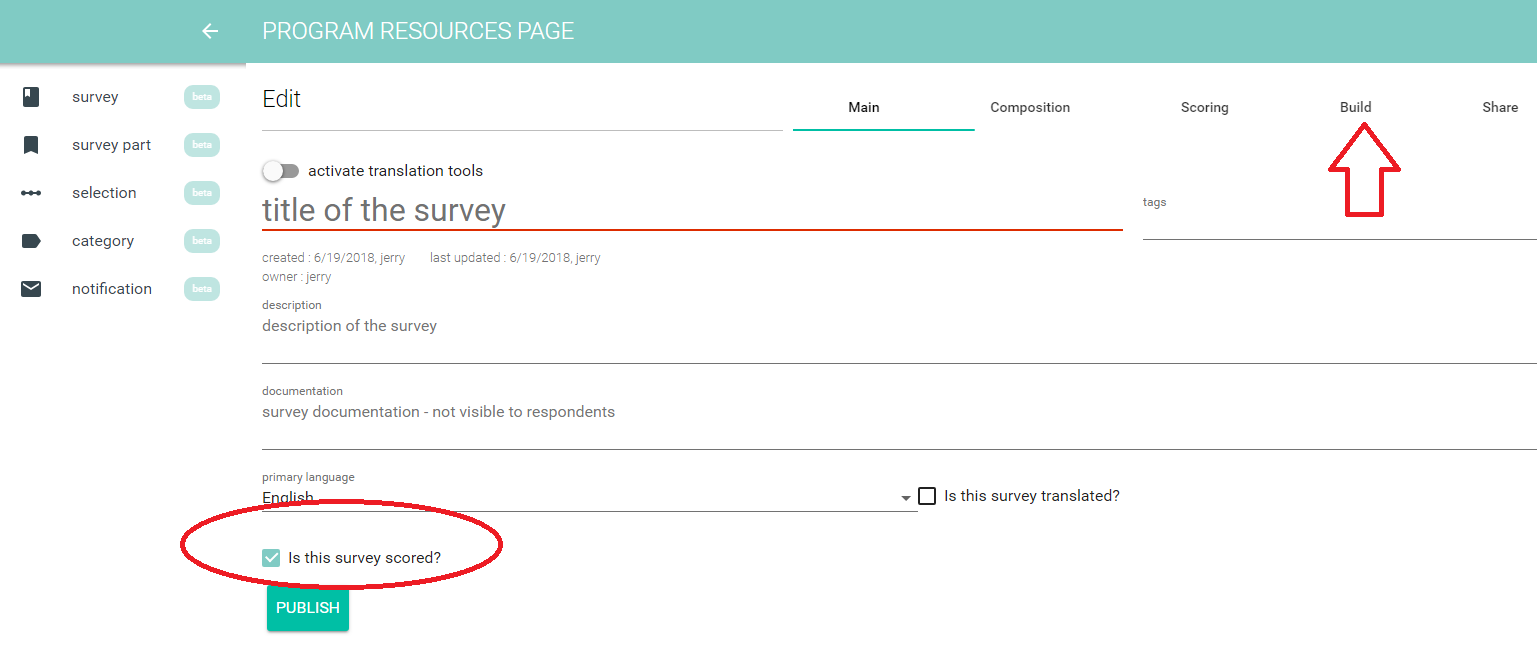 PROGRAM RESOURCES PAGE
survey beta
survey part beta
selection beta
category beta
notification beta
Edit
Main Composition Scoring Build Share
activate translation tools
title of the survey
tags
created : 6/19/2018, jerry last updated : 6/19/2018, jerry
owner : jerry
description
description of the survey
documentation
survey documentation - not visible to respondents
primary language
English
Is this survey translated?
Is this survey scored?
PUBLISH